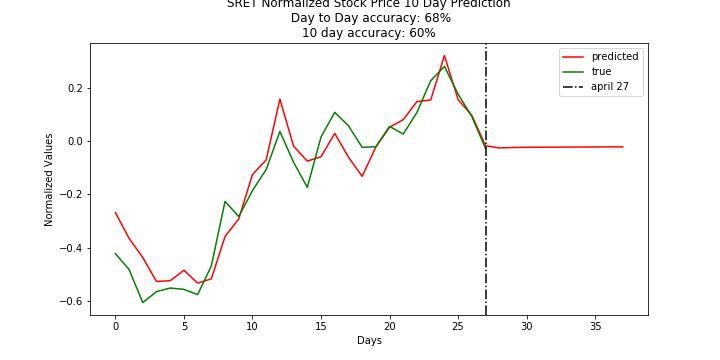 SRET Normalized Stock Price 10 Day Prediction
Day to Day accuracy: 68%
10 day accuracy: 60%
predicted
true
april 27
Normalized Values
0.2
0.0
−0.2
−0.4
−0.6
0 5 10 15 20 25 30 35
Days